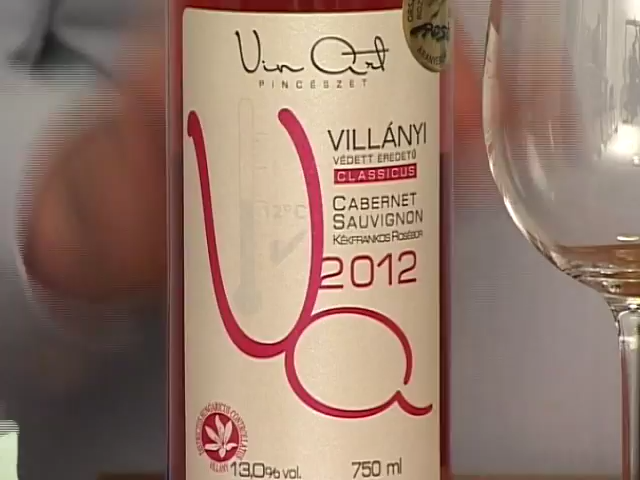 Vin Art
PINCÉSZET
VILLÁNYI
VÉDETT EREDETŰ
CLASSICUS
12°C
CABERNET
SAUVIGNON
KÉKFRANKOS ROSÉBOR
2012
13,0% vol.
750 ml